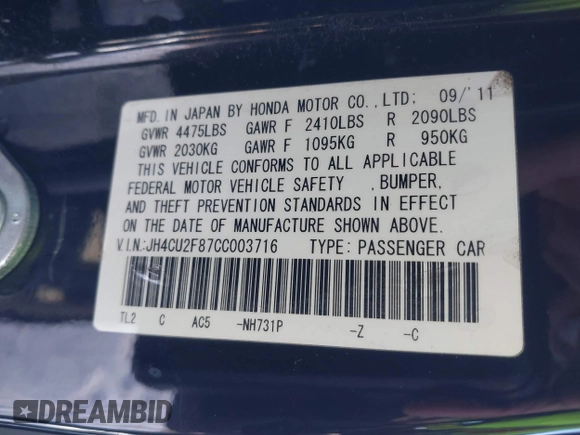 MFD. IN JAPAN BY HONDA MOTOR CO.,LTD: 09/'11
GVWR 4475LBS GAWR F 2410LBS R 2090LBS
GVWR 2030KG GAWR F 1095KG R 950KG
THIS VEHICLE CONFORMS TO ALL APPLICABLE
FEDERAL MOTOR VEHICLE SAFETY ,BUMPER,
AND THEFT PREVENTION STANDARDS IN EFFECT
ON THE DATE OF MANUFACTURE SHOWN ABOVE.
V.I.N.:JH4CU2F87CC003716 TYPE: PASSENGER CAR
TL2 C AC5 -NH731P -Z -C
DREAMBID